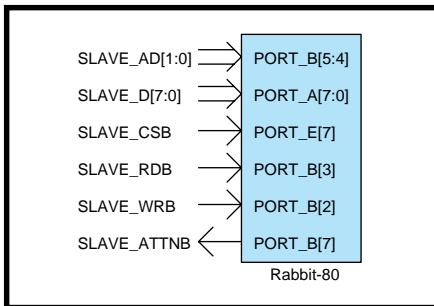 SLAVE_AD[1:0] PORT_B[5:4]
SLAVE_D[7:0] PORT_A[7:0]
SLAVE_CSB PORT_E[7]
SLAVE_RDB PORT_B[3]
SLAVE_WRB PORT_B[2]
SLAVE_ATTNB PORT_B[7]
Rabbit-80